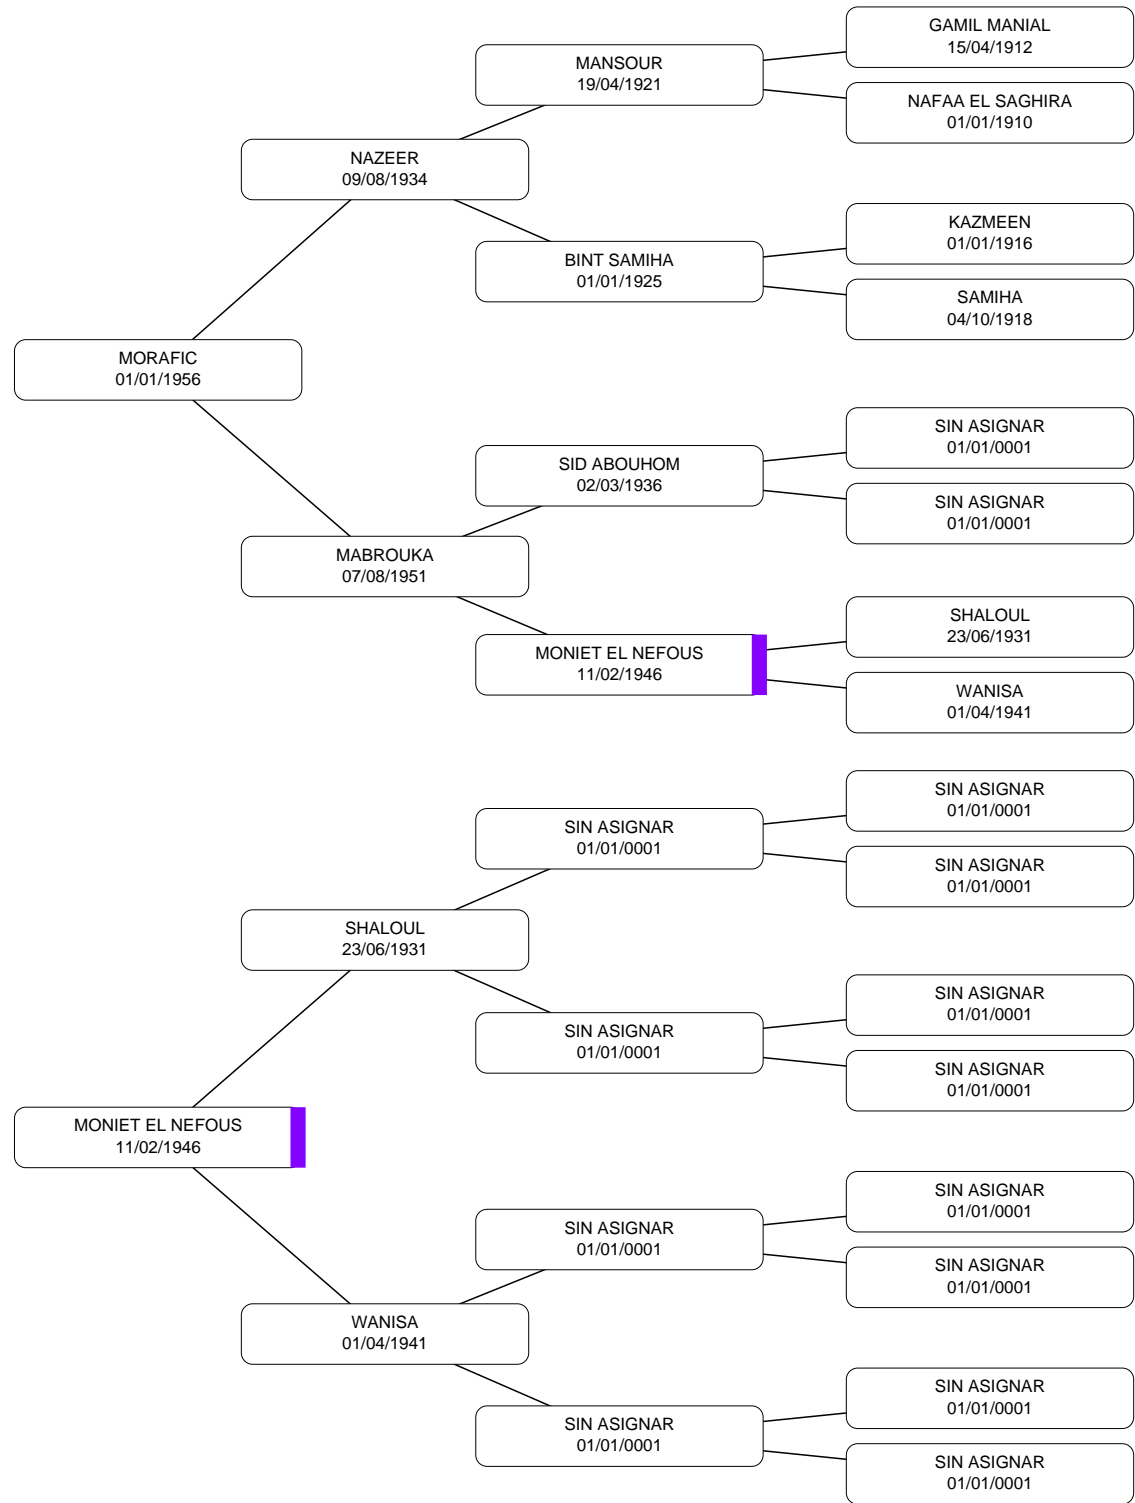 GAMIL MANIAL
15/04/1912
MANSOUR
19/04/1921
NAFAA EL SAGHIRA
01/01/1910
NAZEER
09/08/1934
KAZMEEN
01/01/1916
BINT SAMIHA
01/01/1925
SAMIHA
04/10/1918
MORAFIC
01/01/1956
SIN ASIGNAR
01/01/0001
SID ABOUHOM
02/03/1936
SIN ASIGNAR
01/01/0001
MABROUKA
07/08/1951
SHALOUL
23/06/1931
MONIET EL NEFOUS
11/02/1946
WANISA
01/04/1941
SIN ASIGNAR
01/01/0001
SIN ASIGNAR
01/01/0001
SIN ASIGNAR
01/01/0001
SHALOUL
23/06/1931
SIN ASIGNAR
01/01/0001
SIN ASIGNAR
01/01/0001
SIN ASIGNAR
01/01/0001
MONIET EL NEFOUS
11/02/1946
SIN ASIGNAR
01/01/0001
SIN ASIGNAR
01/01/0001
SIN ASIGNAR
01/01/0001
WANISA
01/04/1941
SIN ASIGNAR
01/01/0001
SIN ASIGNAR
01/01/0001
SIN ASIGNAR
01/01/0001